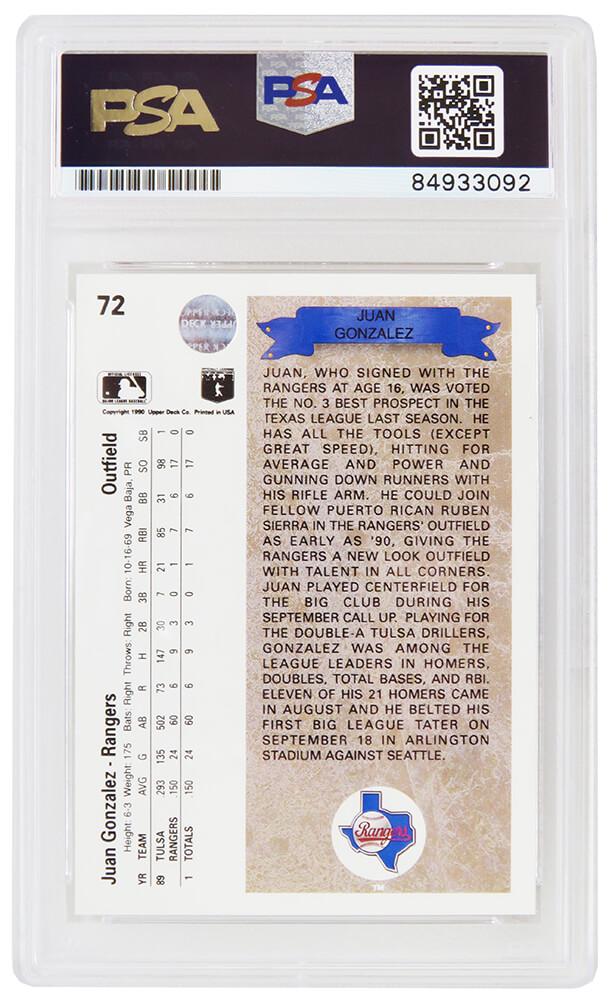 PSA
PSA
84933092
72
UPPER DECK
JUAN
GONZALEZ
OFFICIAL LICENSEE
MAJOR LEAGUE BASEBALL
Copyright 1990 Upper Deck Co. Printed in USA
JUAN, WHO SIGNED WITH THE
RANGERS AT AGE 16, WAS VOTED
THE NO. 3 BEST PROSPECT IN THE
TEXAS LEAGUE LAST SEASON. HE
HAS ALL THE TOOLS (EXCEPT
GREAT SPEED), HITTING FOR
AVERAGE AND POWER AND
GUNNING DOWN RUNNERS WITH
HIS RIFLE ARM. HE COULD JOIN
FELLOW PUERTO RICAN RUBEN
SIERRA IN THE RANGERS' OUTFIELD
AS EARLY AS '90, GIVING THE
RANGERS A NEW LOOK OUTFIELD
WITH TALENT IN ALL CORNERS.
JUAN PLAYED CENTERFIELD FOR
THE BIG CLUB DURING HIS
SEPTEMBER CALL UP. PLAYING FOR
THE DOUBLE-A TULSA DRILLERS,
GONZALEZ WAS AMONG THE
LEAGUE LEADERS IN HOMERS,
DOUBLES, TOTAL BASES, AND RBI.
ELEVEN OF HIS 21 HOMERS CAME
IN AUGUST AND HE BELTED HIS
FIRST BIG LEAGUE TATER ON
SEPTEMBER 18 IN ARLINGTON
STADIUM AGAINST SEATTLE.
Rangers
TM
Juan Gonzalez - Rangers Outfield
Height: 6-3 Weight: 175 Bats: Right Throws: Right Born: 10-16-69 Vega Baja, PR
YR TEAM AVG G AB R H 2B 3B HR RBI BB SO SB
89 TULSA .293 135 502 73 147 30 7 21 85 31 98 1
RANGERS .150 24 60 6 9 3 0 1 7 6 17 0
1 TOTALS .150 24 60 6 9 3 0 1 7 6 17 0